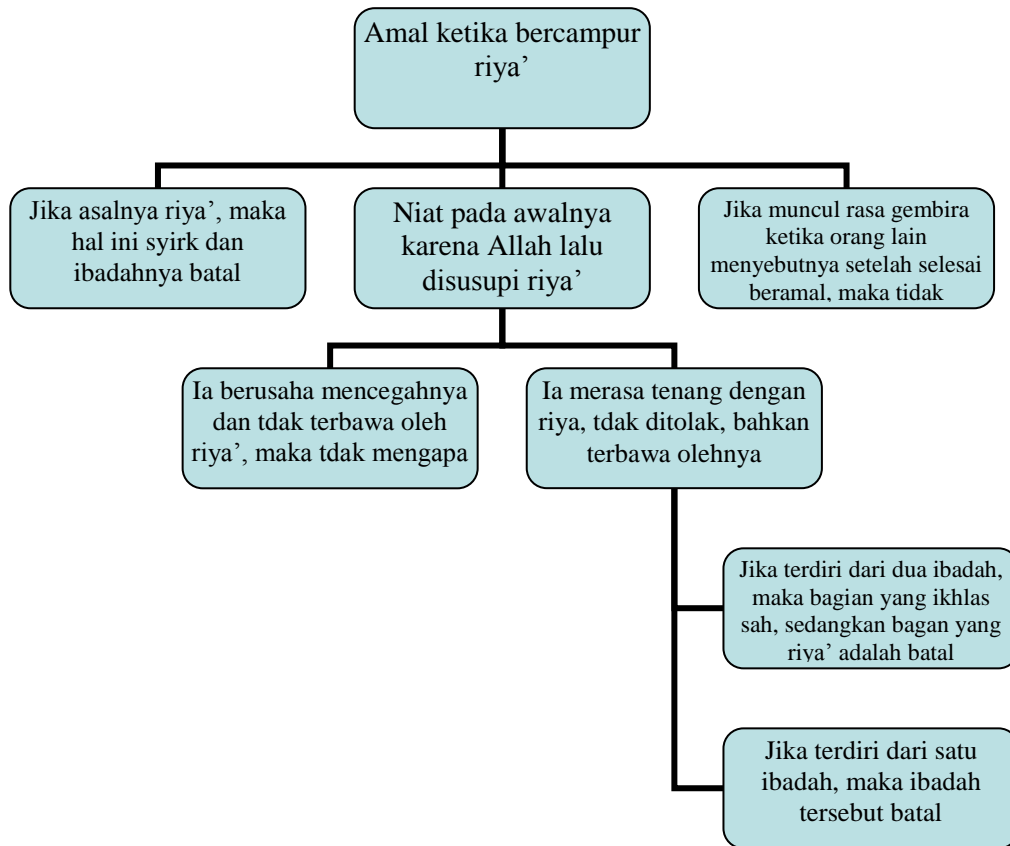 Amal ketika bercampur
riya’
Jika asalnya riya’, maka
hal ini syirk dan
ibadahnya batal
Niat pada awalnya
karena Allah lalu
disusupi riya’
Jika muncul rasa gembira
ketika orang lain
menyebutnya setelah selesai
beramal, maka tidak
Ia berusaha mencegahnya
dan tdak terbawa oleh
riya’, maka tdak mengapa
Ia merasa tenang dengan
riya, tdak ditolak, bahkan
terbawa olehnya
Jika terdiri dari dua ibadah,
maka bagian yang ikhlas
sah, sedangkan bagan yang
riya’ adalah batal
Jika terdiri dari satu
ibadah, maka ibadah
tersebut batal